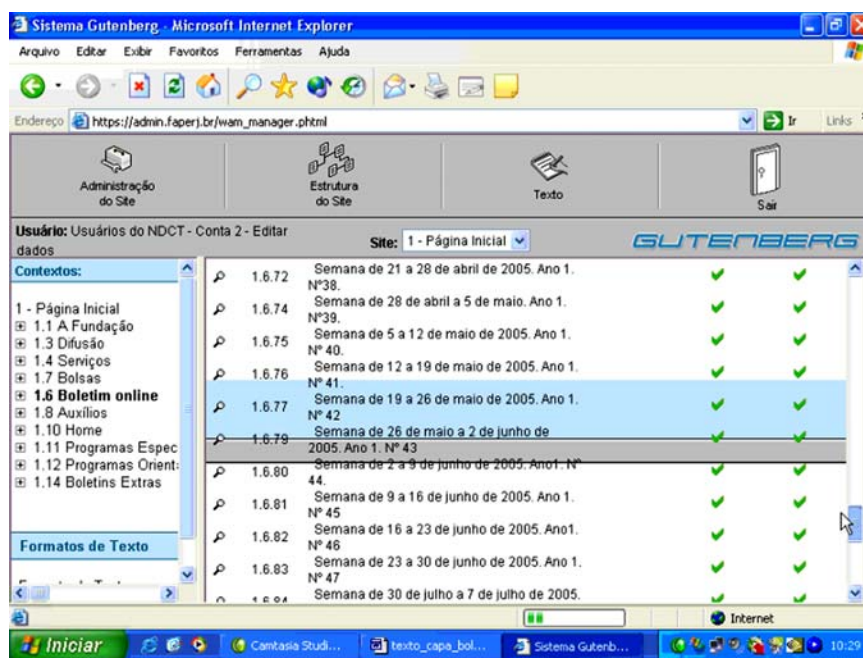 Sistema Gutenberg - Microsoft Internet Explorer
Arquivo Editar Exibir Favoritos Ferramentas Ajuda
Endereço https://admin.faperj.br/wam_manager.phtml Ir Links
Administração
do Site
Estrutura
do Site
Texto
Sair
Usuário: Usuários do NDCT - Conta 2 - Editar
dados
Site: 1 - Página Inicial
GUTENBERG
Contextos:
1 - Página Inicial
1.1 A Fundação
1.3 Difusão
1.4 Serviços
1.7 Bolsas
1.6 Boletim online
1.8 Auxílios
1.10 Home
1.11 Programas Espec
1.12 Programas Orient
1.14 Boletins Extras
Formatos de Texto
1.6.72 Semana de 21 a 28 de abril de 2005. Ano 1.
N°38.
1.6.74 Semana de 28 de abril a 5 de maio. Ano 1.
N°39.
1.6.75 Semana de 5 a 12 de maio de 2005. Ano 1.
N° 40.
1.6.76 Semana de 12 a 19 de maio de 2005. Ano 1.
N° 41.
1.6.77 Semana de 19 a 26 de maio de 2005. Ano 1.
N° 42
1.6.79 Semana de 26 de maio a 2 de junho de
2005. Ano 1. N° 43
1.6.80 Semana de 2 a 9 de junho de 2005. Ano1. N°
44.
1.6.81 Semana de 9 a 16 de junho de 2005. Ano 1.
N° 45
1.6.82 Semana de 16 a 23 de junho de 2005. Ano1.
N° 46
1.6.83 Semana de 23 a 30 de junho de 2005. Ano 1.
N° 47
1.6.84 Semana de 30 de julho a 7 de julho de 2005.
Internet
Iniciar Camtasia Studi... texto_capa_bol... Sistema Gutenb... 10:29